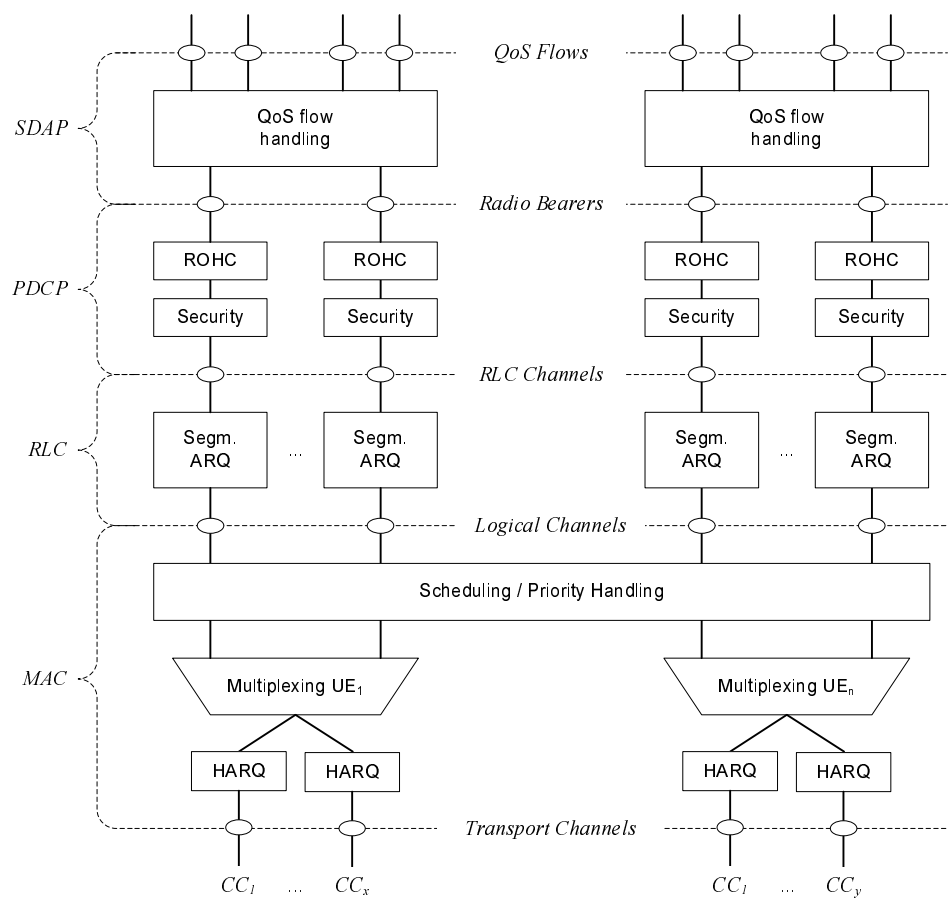 QoS Flows
QoS flow
handling
QoS flow
handling
SDAP
Radio Bearers
ROHC ROHC ROHC ROHC
PDCP
Security Security Security Security
RLC Channels
Segm.
ARQ
...
Segm.
ARQ
Segm.
ARQ
...
Segm.
ARQ
RLC
Logical Channels
Scheduling / Priority Handling
MAC
Multiplexing UE₁ Multiplexing UEₙ
HARQ HARQ HARQ HARQ
Transport Channels
CC₁ ... CCₓ CC₁ ... CCy